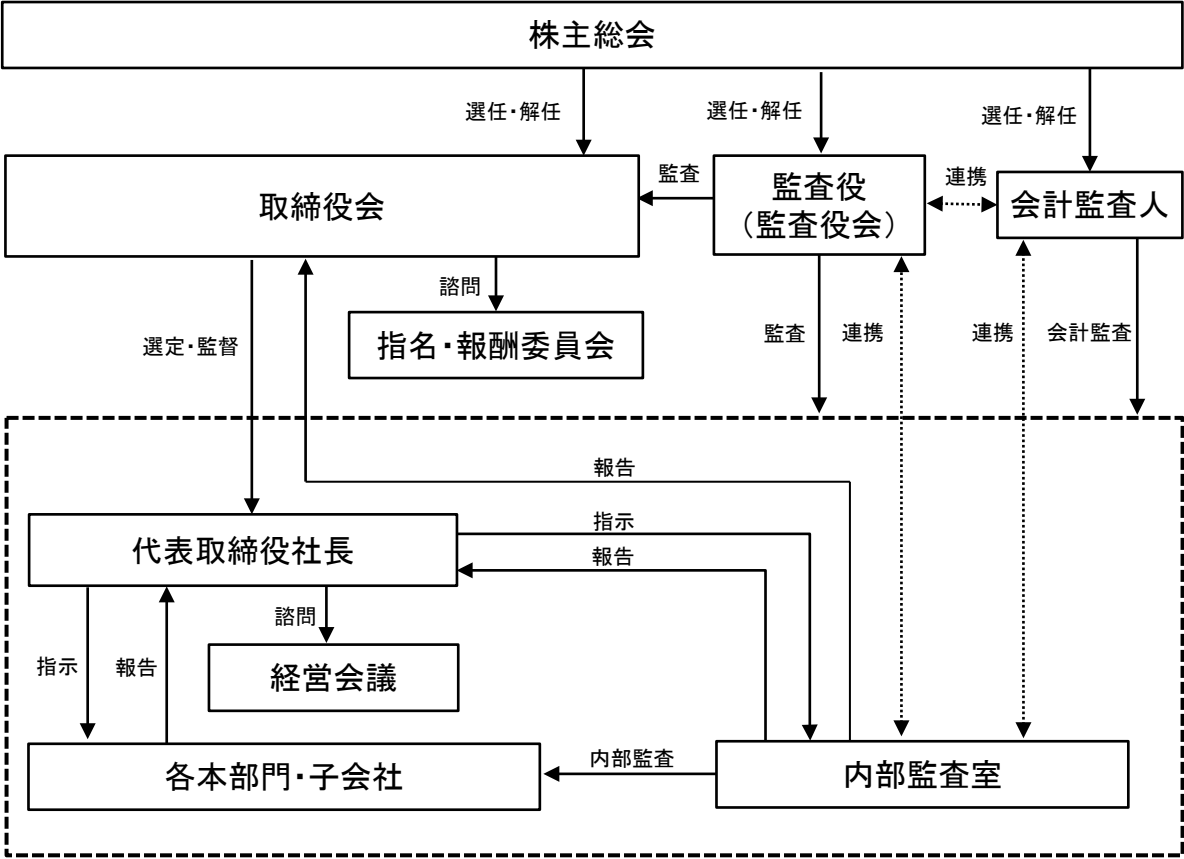 株主総会
選任・解任
選任・解任
選任・解任
取締役会
監査
監査役
（監査役会）
連携
会計監査人
諮問
選定・監督
指名・報酬委員会
監査
連携
連携
会計監査
報告
代表取締役社長
指示
報告
諮問
指示
報告
経営会議
各本部門・子会社
内部監査
内部監査室